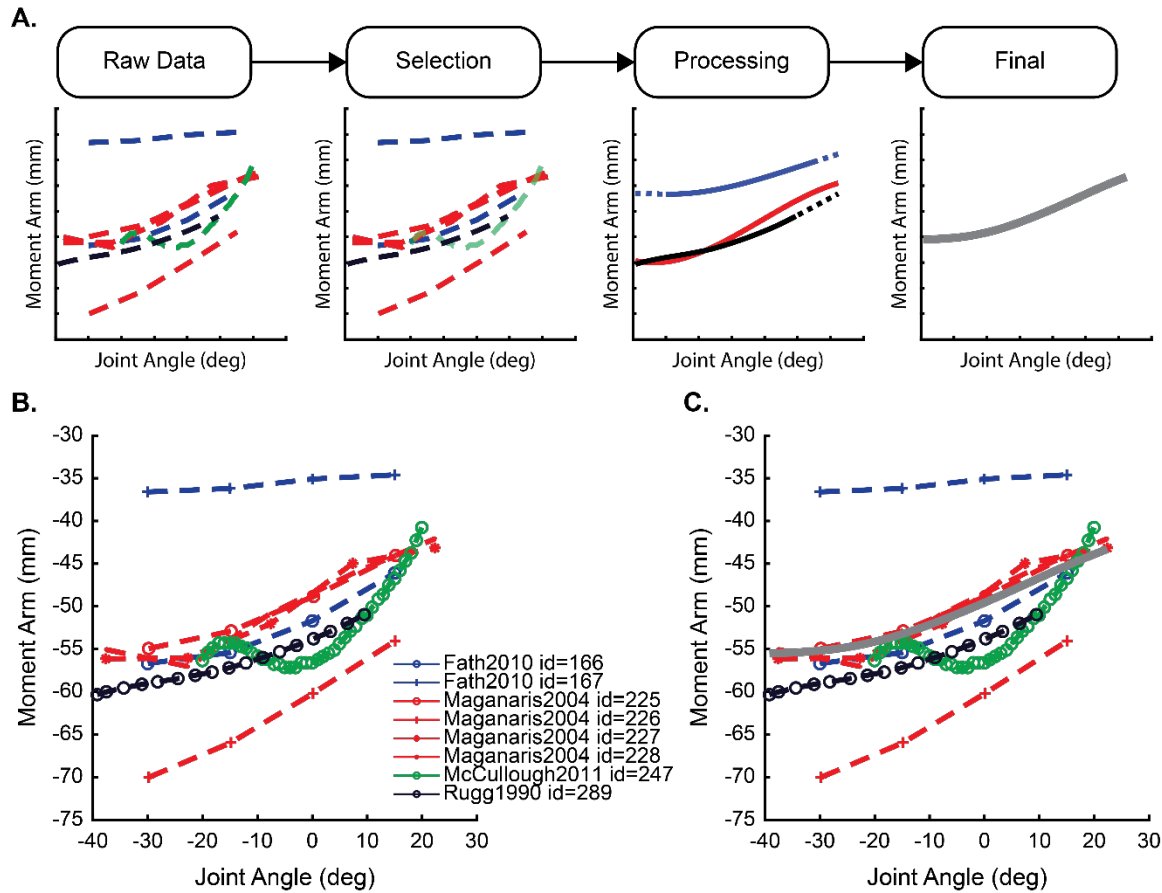 A.
Raw Data
Selection
Processing
Final
Moment Arm (mm)
Joint Angle (deg)
Moment Arm (mm)
Joint Angle (deg)
Moment Arm (mm)
Joint Angle (deg)
Moment Arm (mm)
Joint Angle (deg)
B.
-30
-35
-40
-45
-50
-55
-60
-65
-70
-75
Moment Arm (mm)
-40 -30 -20 -10 0 10 20 30
Joint Angle (deg)
Fath2010 id=166
Fath2010 id=167
Maganaris2004 id=225
Maganaris2004 id=226
Maganaris2004 id=227
Maganaris2004 id=228
McCullough2011 id=247
Rugg1990 id=289
C.
-30
-35
-40
-45
-50
-55
-60
-65
-70
-75
Moment Arm (mm)
-40 -30 -20 -10 0 10 20 30
Joint Angle (deg)